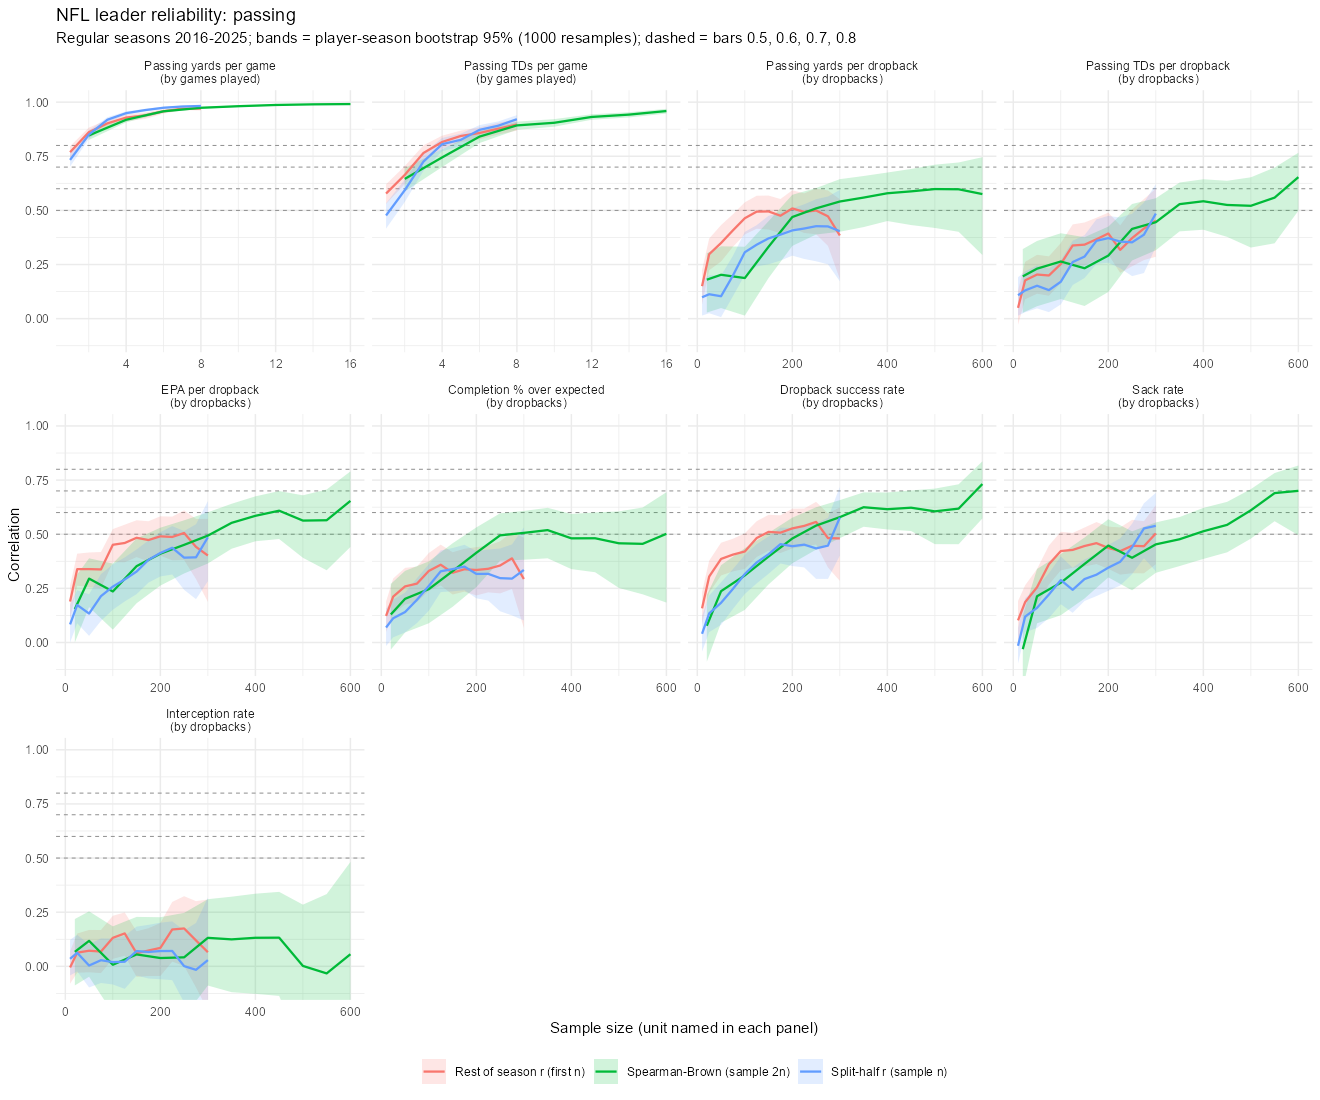 NFL leader reliability: passing
Regular seasons 2016-2025; bands = player-season bootstrap 95% (1000 resamples); dashed = bars 0.5, 0.6, 0.7, 0.8
Passing yards per game
(by games played)
Passing TDs per game
(by games played)
Passing yards per dropback
(by dropbacks)
Passing TDs per dropback
(by dropbacks)
1.00
0.75
0.50
0.25
0.00
4 8 12 16
4 8 12 16
0 200 400 600
0 200 400 600
EPA per dropback
(by dropbacks)
Completion % over expected
(by dropbacks)
Dropback success rate
(by dropbacks)
Sack rate
(by dropbacks)
1.00
0.75
0.50
0.25
0.00
Correlation
0 200 400 600
0 200 400 600
0 200 400 600
0 200 400 600
Interception rate
(by dropbacks)
1.00
0.75
0.50
0.25
0.00
0 200 400 600
Sample size (unit named in each panel)
Rest of season r (first n)
Spearman-Brown (sample 2n)
Split-half r (sample n)